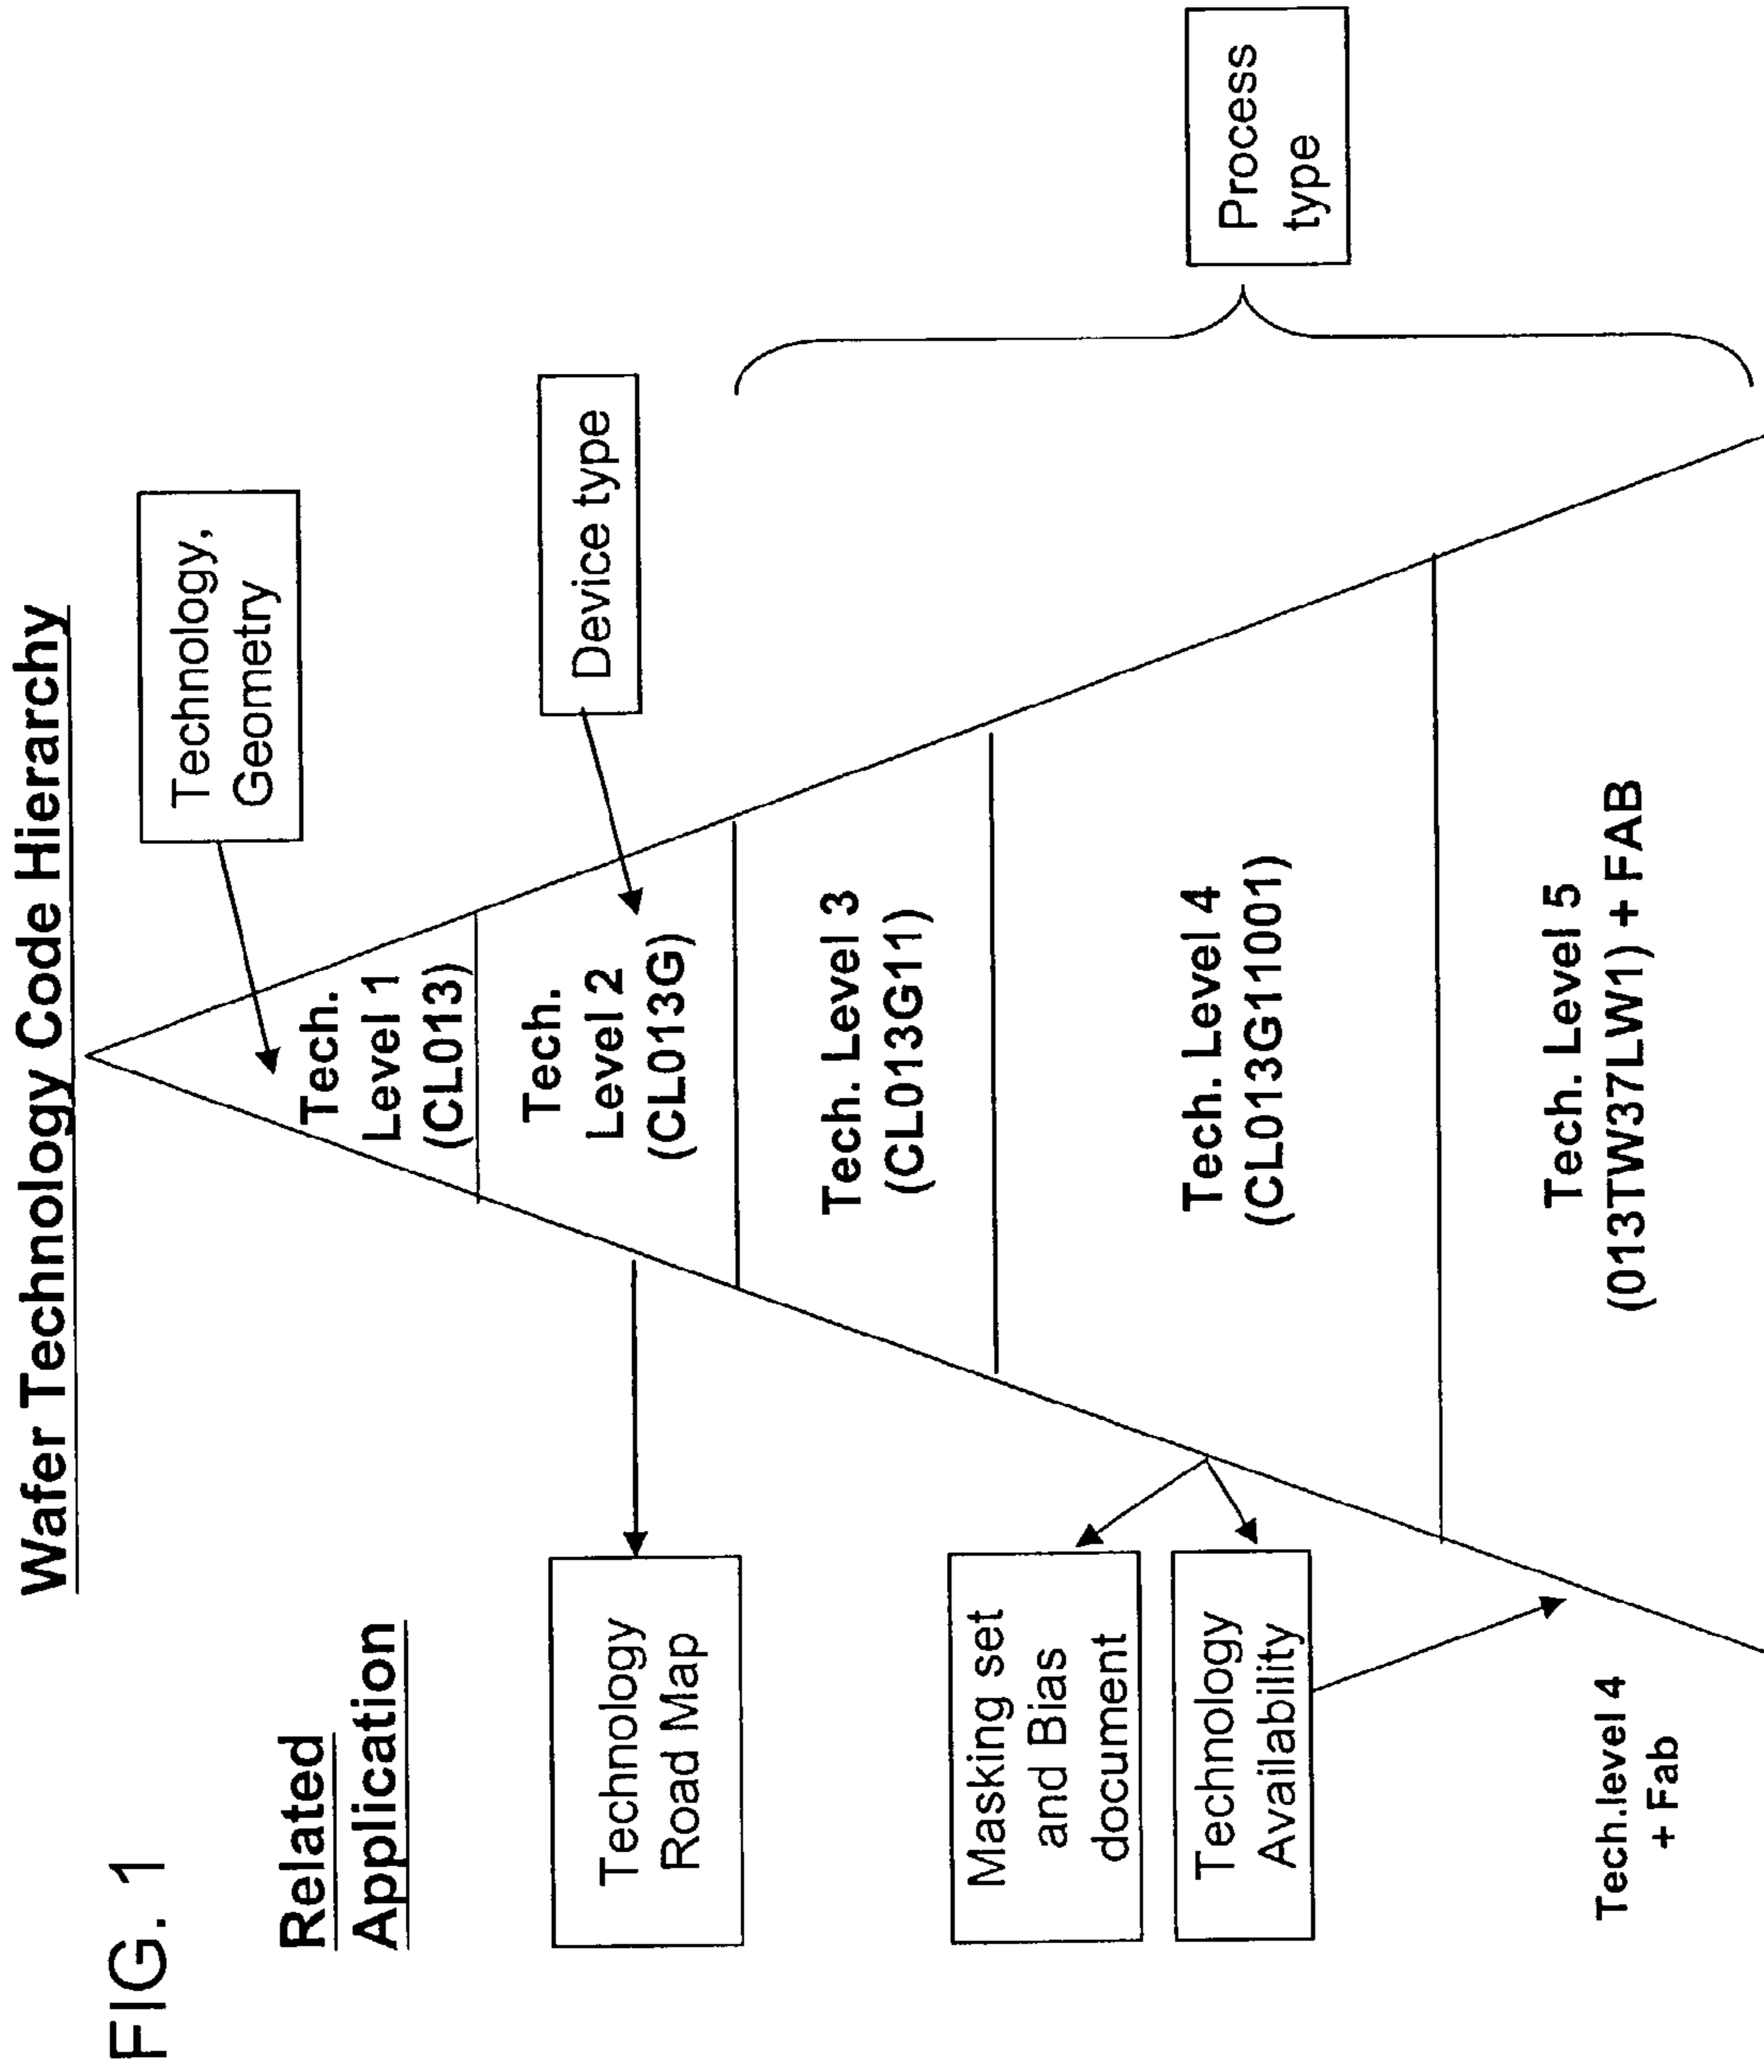 FIG. 1
Wafer Technology Code Hierarchy
Related
Application
Technology,
Geometry
Tech.
Level 1
(CL013)
Device type
Tech.
Level 2
(CL013G)
Technology
Road Map
Tech. Level 3
(CL013G11)
Process
type
Masking set
and Bias
document
Technology
Availability
Tech. Level 4
(CL013G11001)
Tech. Level 5
(013TW37LW1) + FAB
Tech.level 4
+ Fab